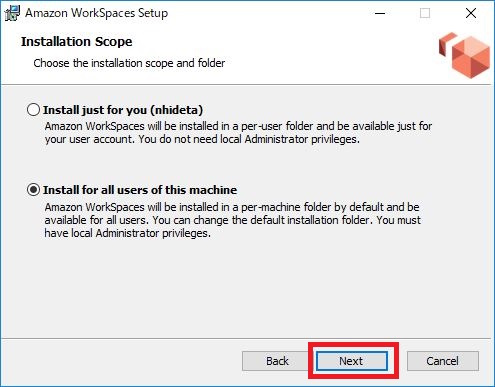 Amazon WorkSpaces Setup
Installation Scope
Choose the installation scope and folder
Install just for you (nhideta)
Amazon WorkSpaces will be installed in a per-user folder and be available just for
your user account. You do not need local Administrator privileges.
Install for all users of this machine
Amazon WorkSpaces will be installed in a per-machine folder by default and be
available for all users. You can change the default installation folder. You must
have local Administrator privileges.
Back Next Cancel